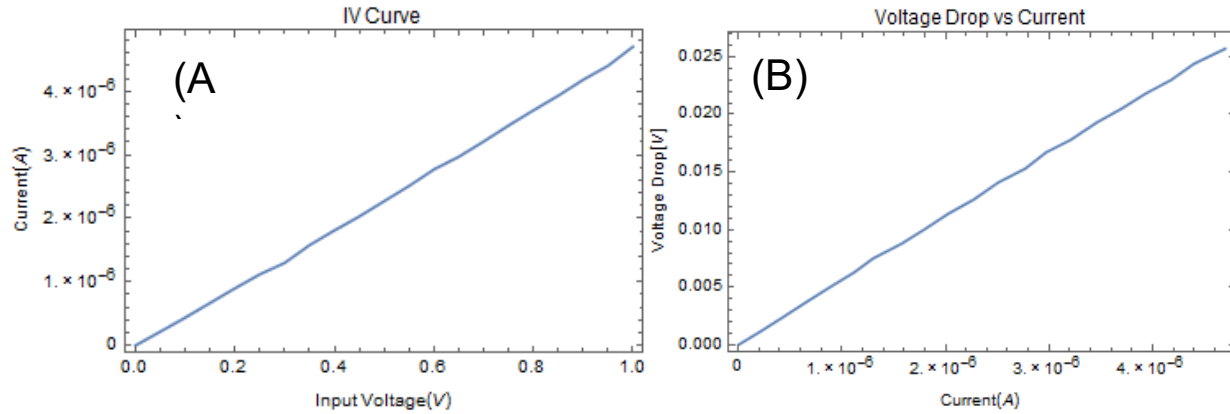 IV Curve
(A
Current(A)
4. × 10⁻⁶
3. × 10⁻⁶
2. × 10⁻⁶
1. × 10⁻⁶
0
0.0 0.2 0.4 0.6 0.8 1.0
Input Voltage(V)
Voltage Drop vs Current
(B)
Voltage Drop[V]
0.025
0.020
0.015
0.010
0.005
0.000
0 1. × 10⁻⁶ 2. × 10⁻⁶ 3. × 10⁻⁶ 4. × 10⁻⁶
Current(A)